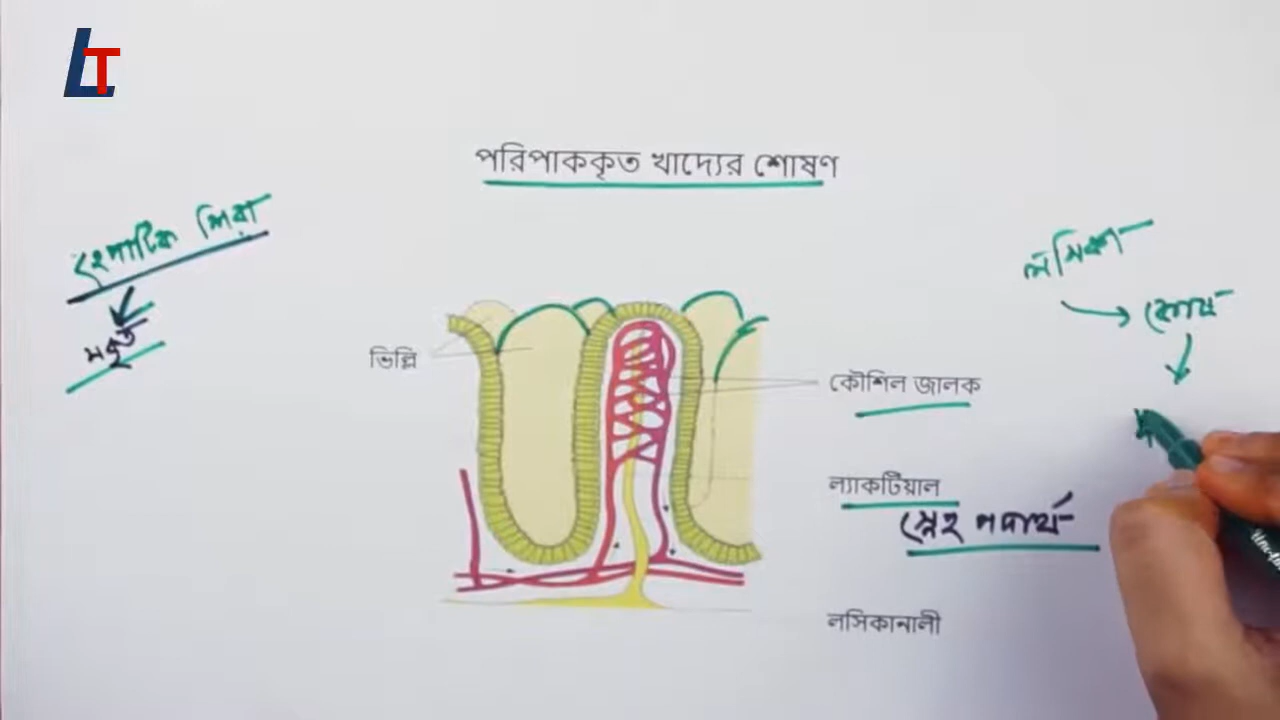 LT
পরিপাককৃত খাদ্যের শোষণ
হেপাটিক শিরা
যকৃত
লসিকা
কোষ
ভিল্লি
কৌশিল জালক
ল্যাকটিয়াল
স্নেহ পদার্থ
লসিকানালী